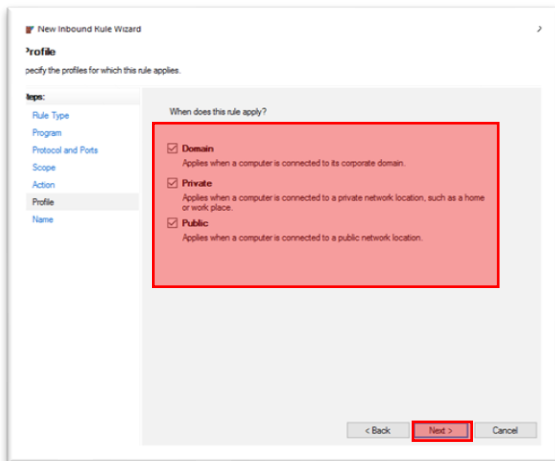 New Inbound Rule Wizard
Profile
pecify the profiles for which this rule applies.
teps:
Rule Type
Program
Protocol and Ports
Scope
Action
Profile
Name
When does this rule apply?
Domain
Applies when a computer is connected to its corporate domain.
Private
Applies when a computer is connected to a private network location, such as a home
or work place.
Public
Applies when a computer is connected to a public network location.
< Back Next > Cancel